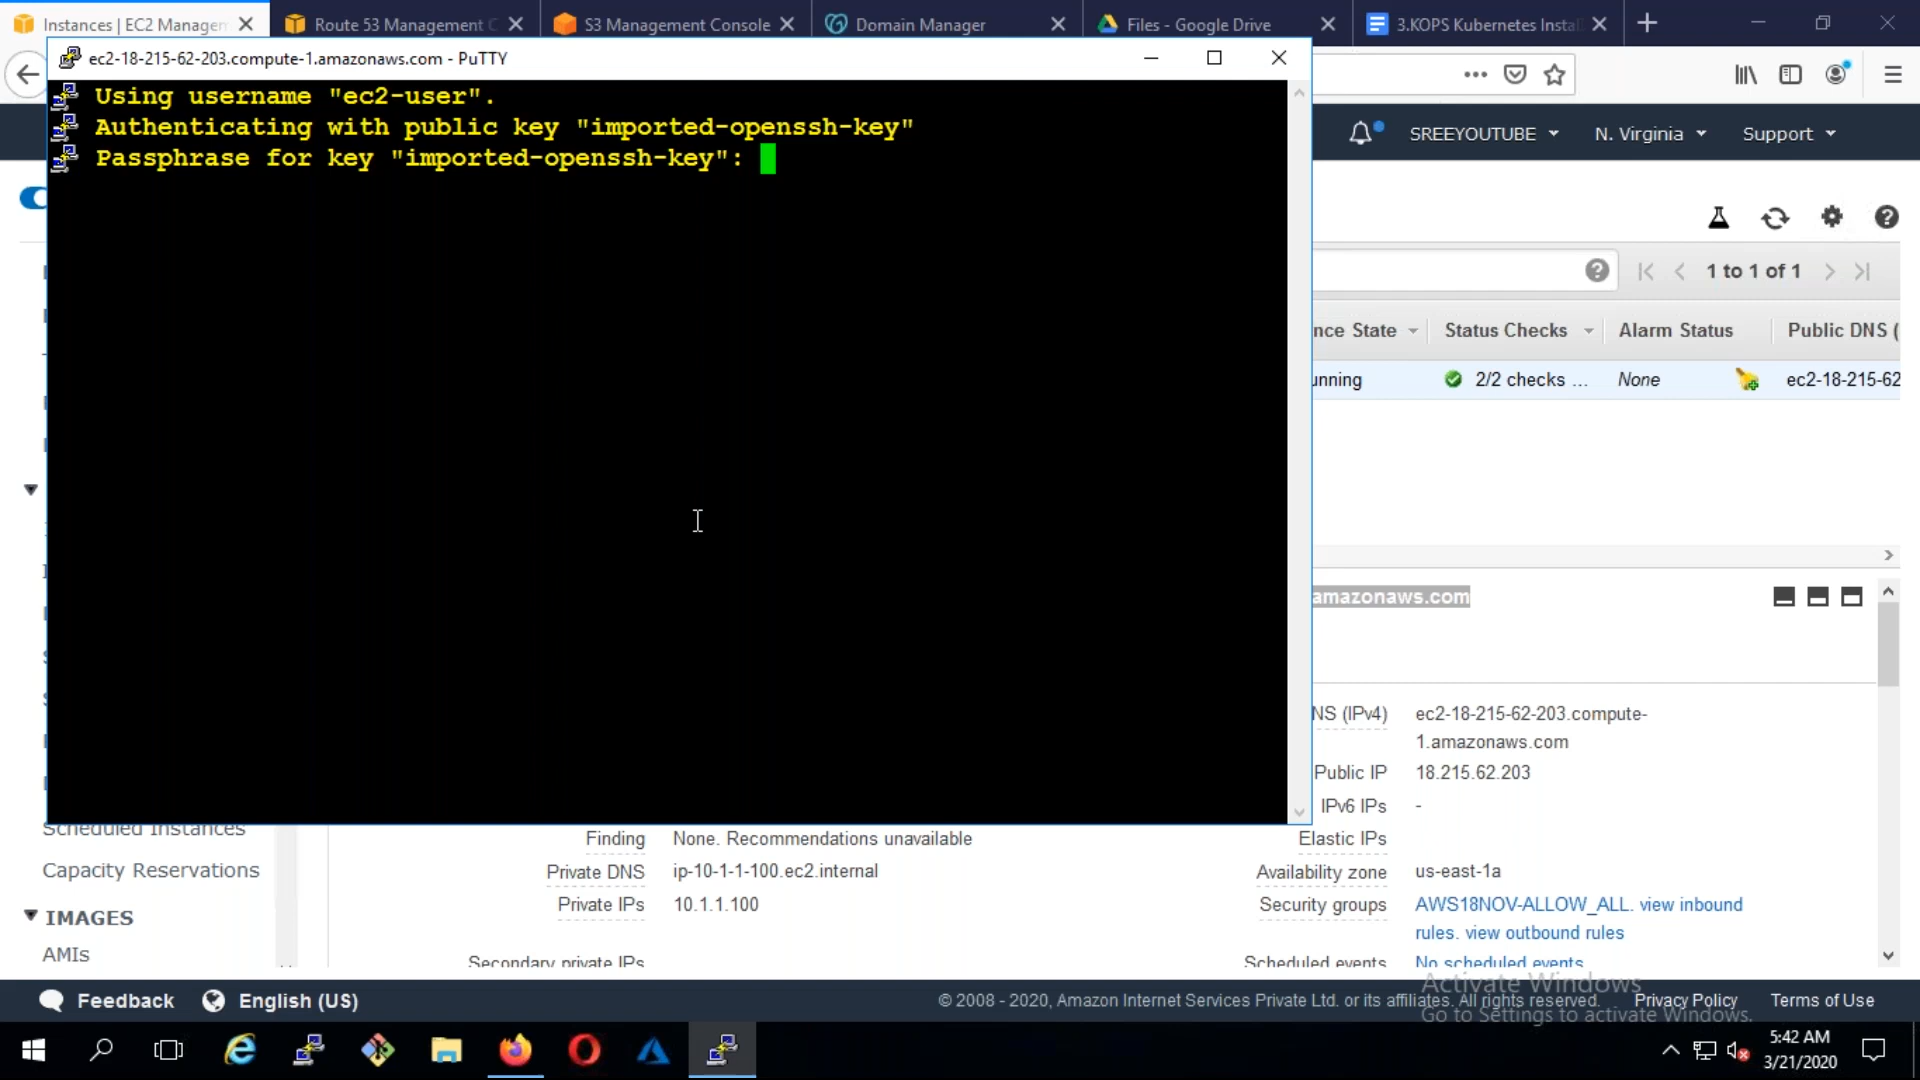 Instances | EC2 Managem
Route 53 Management C
S3 Management Console
Domain Manager
Files - Google Drive
3.KOPS Kubernetes Instal
ec2-18-215-62-203.compute-1.amazonaws.com - PuTTY
Using username "ec2-user".
Authenticating with public key "imported-openssh-key"
Passphrase for key "imported-openssh-key":
SREEYOUTUBE
N. Virginia
Support
1 to 1 of 1
nce State
Status Checks
Alarm Status
Public DNS (
unning
2/2 checks ...
None
ec2-18-215-62
amazonaws.com
NS (IPv4)
ec2-18-215-62-203.compute-
1.amazonaws.com
Public IP
18.215.62.203
IPv6 IPs
-
Scheduled Instances
Finding
None. Recommendations unavailable
Elastic IPs
Capacity Reservations
Private DNS
ip-10-1-1-100.ec2.internal
Availability zone
us-east-1a
Private IPs
10.1.1.100
Security groups
AWS18NOV-ALLOW_ALL. view inbound
rules. view outbound rules
IMAGES
AMIs
Secondary private IPs
Scheduled events
No scheduled events
Activate Windows
Go to Settings to activate Windows.
Feedback
English (US)
© 2008 - 2020, Amazon Internet Services Private Ltd. or its affiliates. All rights reserved.
Privacy Policy
Terms of Use
5:42 AM
3/21/2020